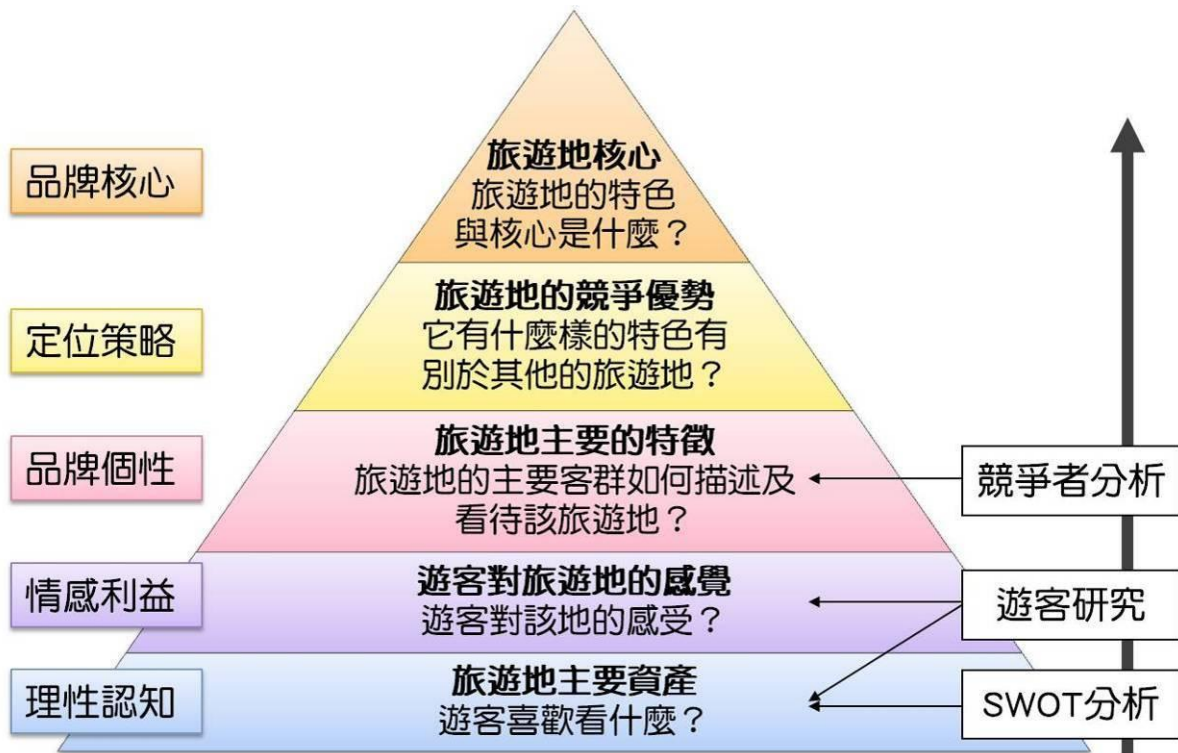 品牌核心
旅遊地核心
旅遊地的特色
與核心是什麼？
定位策略
旅遊地的競爭優勢
它有什麼樣的特色有
別於其他的旅遊地？
品牌個性
旅遊地主要的特徵
旅遊地的主要客群如何描述及
看待該旅遊地？
競爭者分析
情感利益
遊客對旅遊地的感覺
遊客對該地的感受？
遊客研究
理性認知
旅遊地主要資產
遊客喜歡看什麼？
SWOT分析